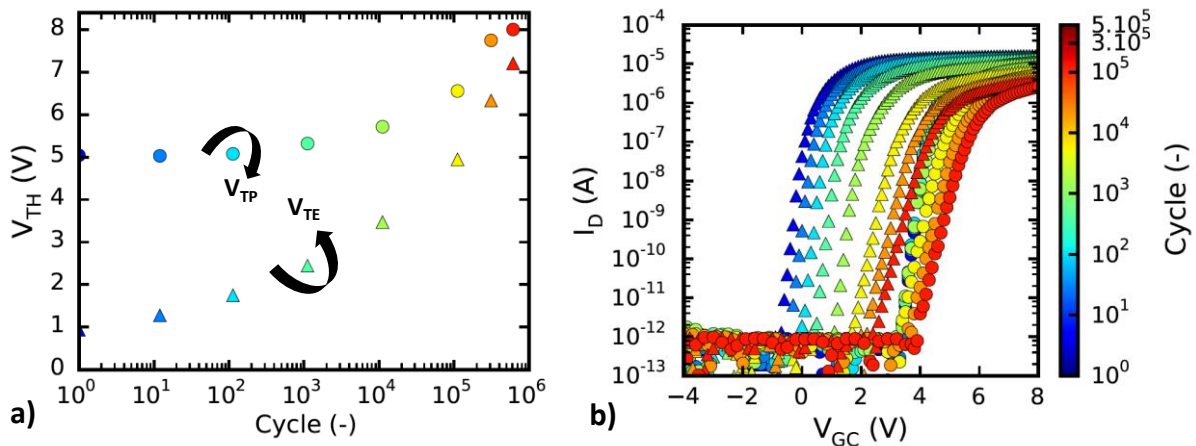 8
7
6
5
4
3
2
1
0
V_TH (V)
V_TP
V_TE
10^0 10^1 10^2 10^3 10^4 10^5 10^6
Cycle (-)
a)
10^-4
10^-5
10^-6
10^-7
10^-8
10^-9
10^-10
10^-11
10^-12
10^-13
I_D (A)
−4 −2 0 2 4 6 8
V_GC (V)
b)
5.10^5
3.10^5
10^5
10^4
10^3
10^2
10^1
10^0
Cycle (-)